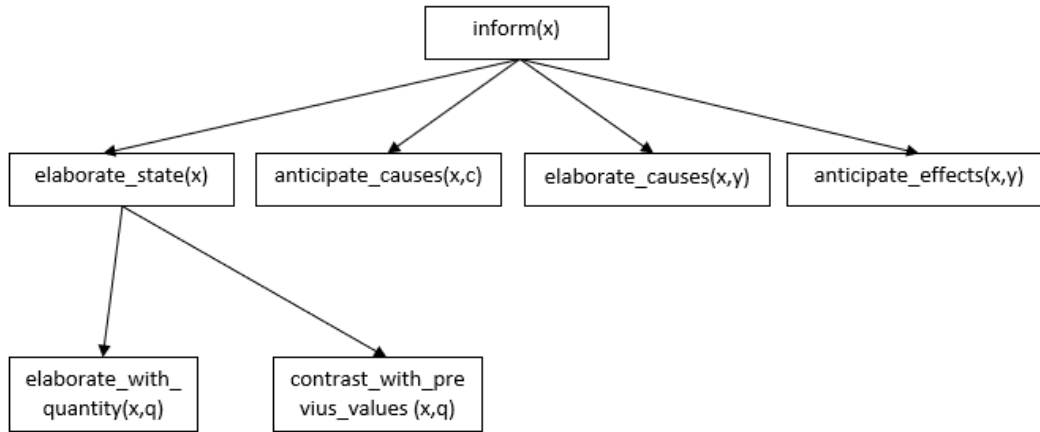 inform(x)
elaborate_state(x)
anticipate_causes(x,c)
elaborate_causes(x,y)
anticipate_effects(x,y)
elaborate_with_
quantity(x,q)
contrast_with_pre
vius_values (x,q)